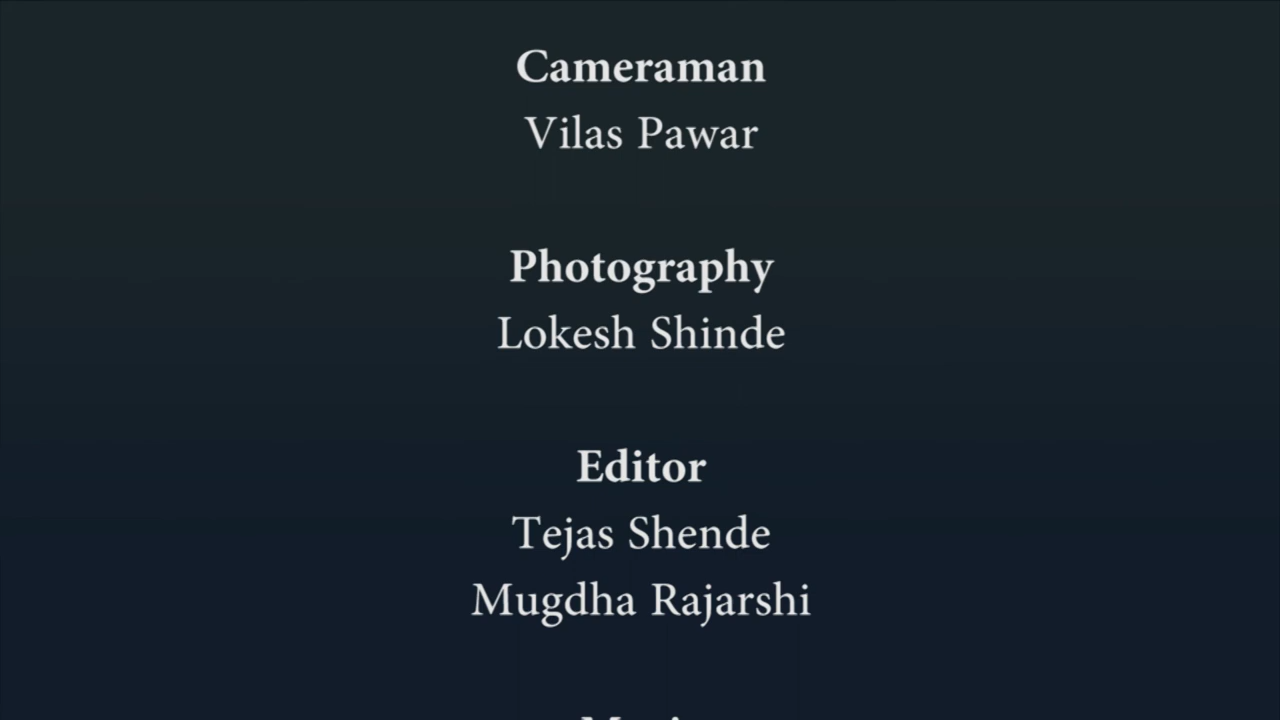 Cameraman
Vilas Pawar
Photography
Lokesh Shinde
Editor
Tejas Shende
Mugdha Rajarshi